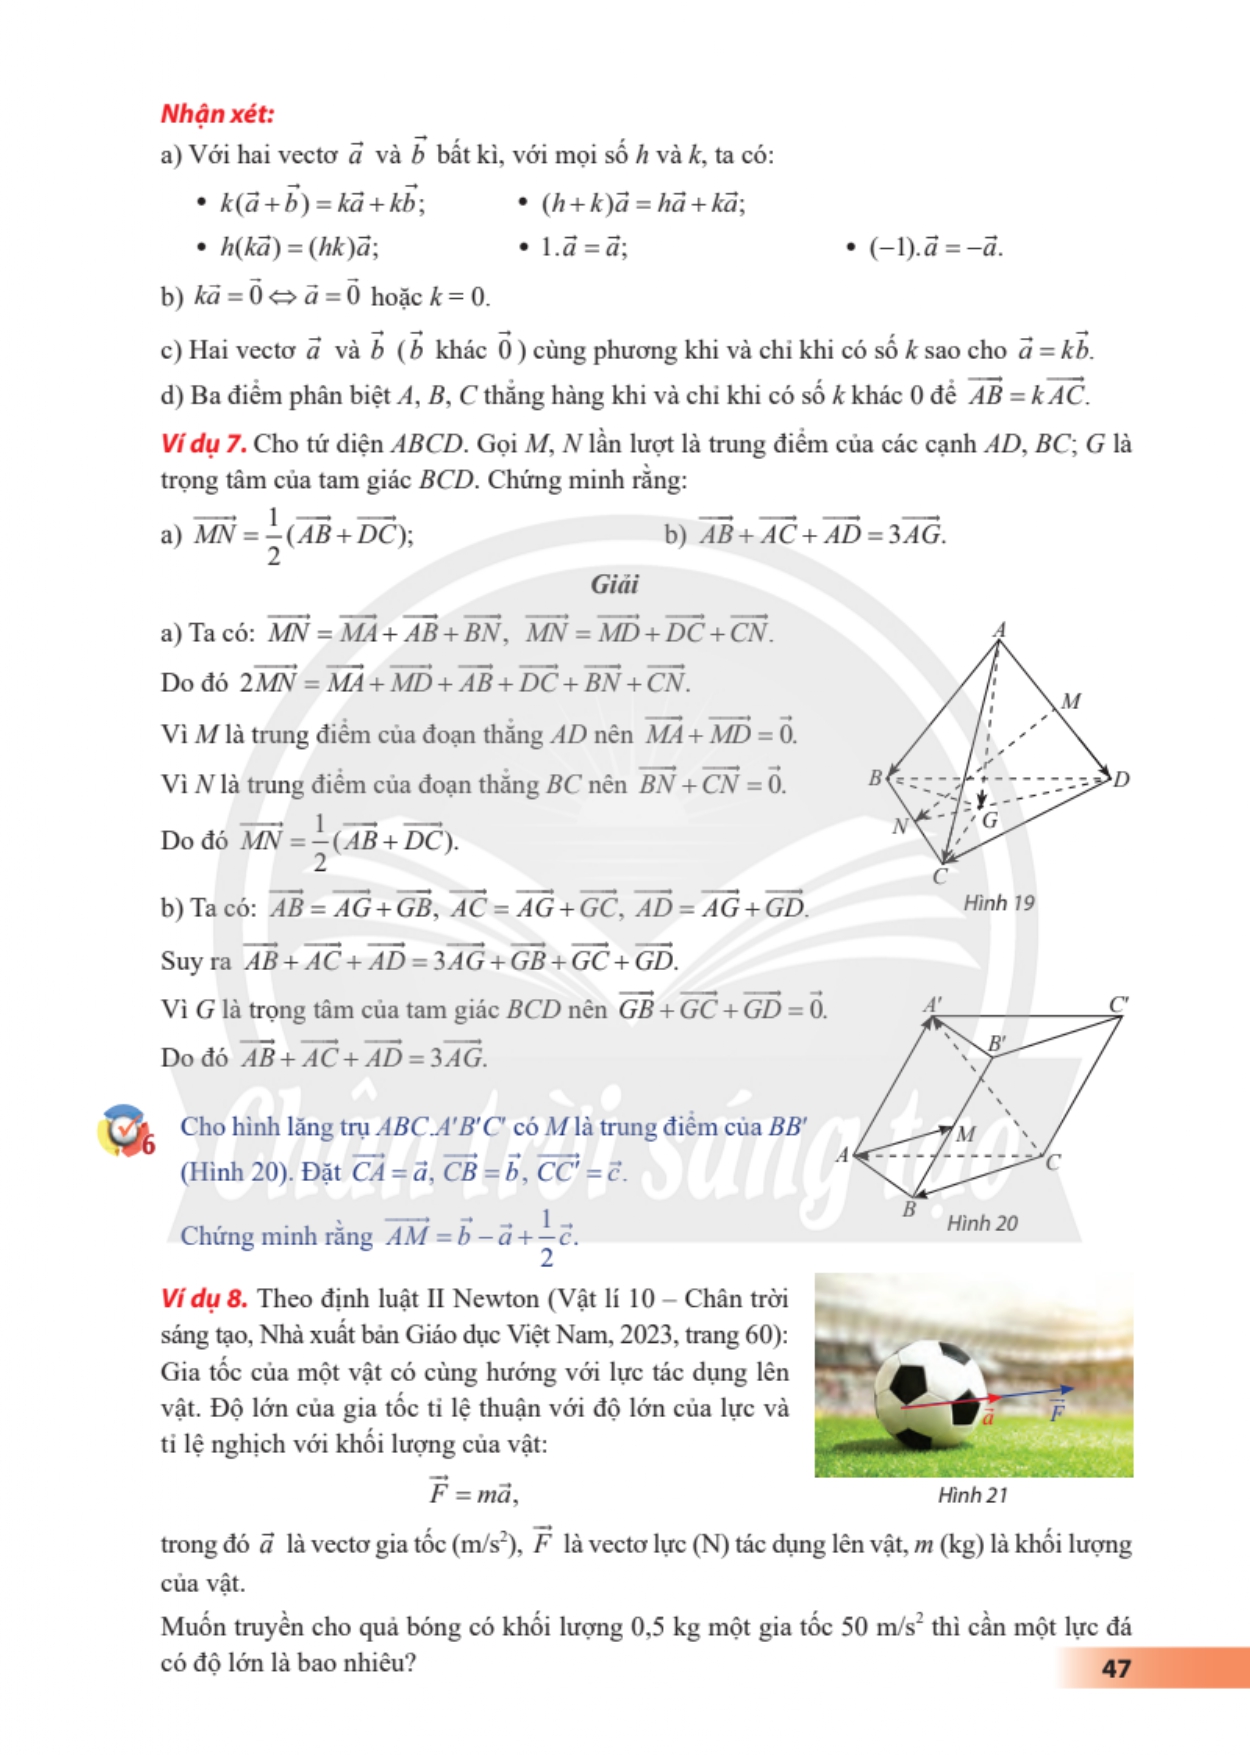 Nhận xét:
a) Với hai vectơ $\vec{a}$ và $\vec{b}$ bất kì, với mọi số h và k, ta có:
• $k(\vec{a}+\vec{b}) = k\vec{a}+k\vec{b}$; • $(h+k)\vec{a} = h\vec{a}+k\vec{a}$;
• $h(k\vec{a}) = (hk)\vec{a}$; • $1.\vec{a} = \vec{a}$; • $(-1).\vec{a} = -\vec{a}$.
b) $k\vec{a} = \vec{0} \Leftrightarrow \vec{a} = \vec{0}$ hoặc k = 0.
c) Hai vectơ $\vec{a}$ và $\vec{b}$ ($\vec{b}$ khác $\vec{0}$) cùng phương khi và chỉ khi có số k sao cho $\vec{a} = k\vec{b}$.
d) Ba điểm phân biệt A, B, C thẳng hàng khi và chỉ khi có số k khác 0 để $\overrightarrow{AB} = k\overrightarrow{AC}$.
Ví dụ 7. Cho tứ diện ABCD. Gọi M, N lần lượt là trung điểm của các cạnh AD, BC; G là
trọng tâm của tam giác BCD. Chứng minh rằng:
a) $\overrightarrow{MN} = \frac{1}{2}(\overrightarrow{AB}+\overrightarrow{DC})$; b) $\overrightarrow{AB}+\overrightarrow{AC}+\overrightarrow{AD} = 3\overrightarrow{AG}$.
Giải
a) Ta có: $\overrightarrow{MN} = \overrightarrow{MA}+\overrightarrow{AB}+\overrightarrow{BN}$, $\overrightarrow{MN} = \overrightarrow{MD}+\overrightarrow{DC}+\overrightarrow{CN}$.
Do đó $2\overrightarrow{MN} = \overrightarrow{MA}+\overrightarrow{MD}+\overrightarrow{AB}+\overrightarrow{DC}+\overrightarrow{BN}+\overrightarrow{CN}$.
Vì M là trung điểm của đoạn thẳng AD nên $\overrightarrow{MA}+\overrightarrow{MD} = \vec{0}$.
Vì N là trung điểm của đoạn thẳng BC nên $\overrightarrow{BN}+\overrightarrow{CN} = \vec{0}$.
Do đó $\overrightarrow{MN} = \frac{1}{2}(\overrightarrow{AB}+\overrightarrow{DC})$.
A
M
B
D
N
G
C
Hình 19
b) Ta có: $\overrightarrow{AB} = \overrightarrow{AG}+\overrightarrow{GB}$, $\overrightarrow{AC} = \overrightarrow{AG}+\overrightarrow{GC}$, $\overrightarrow{AD} = \overrightarrow{AG}+\overrightarrow{GD}$.
Suy ra $\overrightarrow{AB}+\overrightarrow{AC}+\overrightarrow{AD} = 3\overrightarrow{AG}+\overrightarrow{GB}+\overrightarrow{GC}+\overrightarrow{GD}$.
Vì G là trọng tâm của tam giác BCD nên $\overrightarrow{GB}+\overrightarrow{GC}+\overrightarrow{GD} = \vec{0}$.
Do đó $\overrightarrow{AB}+\overrightarrow{AC}+\overrightarrow{AD} = 3\overrightarrow{AG}$.
Chân trời sáng tạo
6
Cho hình lăng trụ ABC.A'B'C' có M là trung điểm của BB'
(Hình 20). Đặt $\overrightarrow{CA} = \vec{a}$, $\overrightarrow{CB} = \vec{b}$, $\overrightarrow{CC'} = \vec{c}$.
Chứng minh rằng $\overrightarrow{AM} = \vec{b}-\vec{a}+\frac{1}{2}\vec{c}$.
A'
C'
B'
M
A
C
B
Hình 20
Ví dụ 8. Theo định luật II Newton (Vật lí 10 – Chân trời
sáng tạo, Nhà xuất bản Giáo dục Việt Nam, 2023, trang 60):
Gia tốc của một vật có cùng hướng với lực tác dụng lên
vật. Độ lớn của gia tốc tỉ lệ thuận với độ lớn của lực và
tỉ lệ nghịch với khối lượng của vật:
$\vec{F} = m\vec{a}$,
$\vec{a}$
$\vec{F}$
Hình 21
trong đó $\vec{a}$ là vectơ gia tốc (m/s²), $\vec{F}$ là vectơ lực (N) tác dụng lên vật, m (kg) là khối lượng
của vật.
Muốn truyền cho quả bóng có khối lượng 0,5 kg một gia tốc 50 m/s² thì cần một lực đá
có độ lớn là bao nhiêu?
47